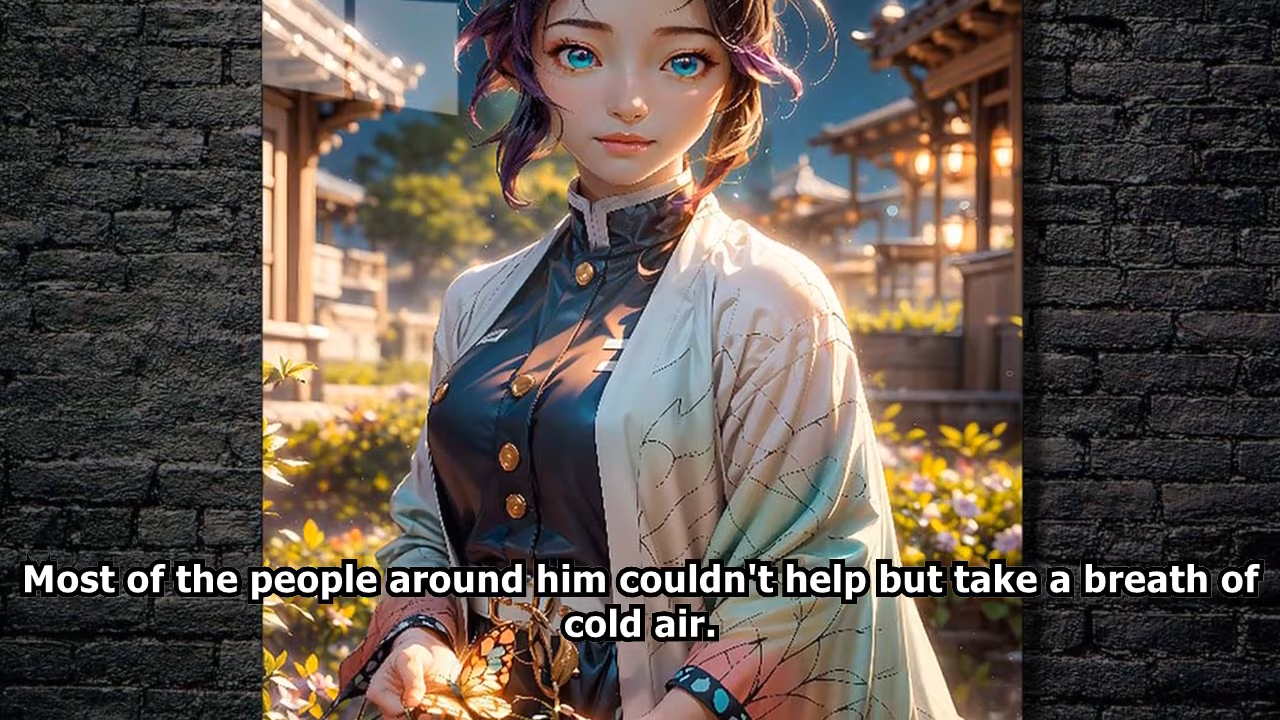 Most of the people around him couldn't help but take a breath of
cold air.